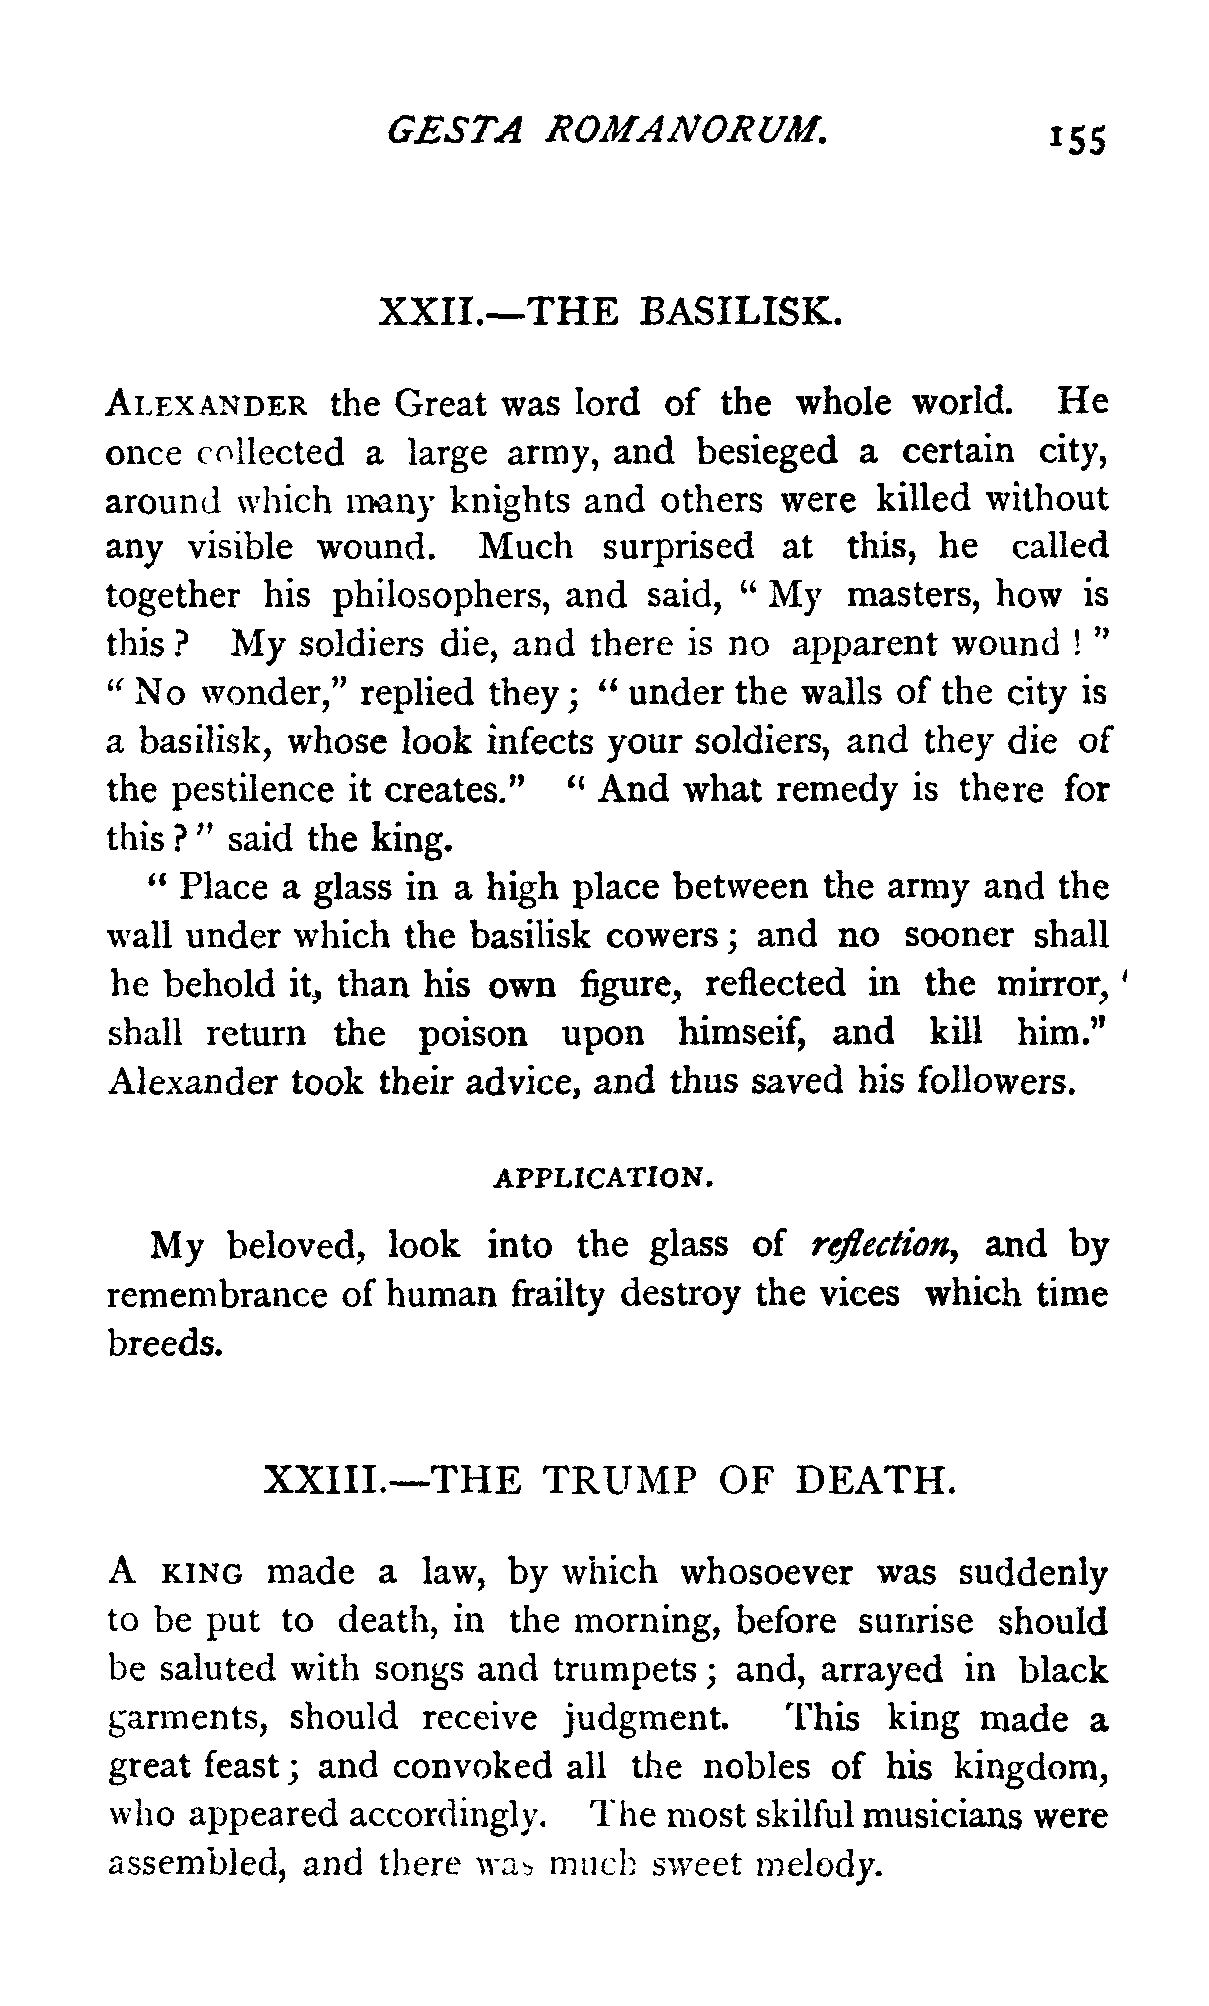 GESTA ROMANORUM. 155
XXII.—THE BASILISK.
ALEXANDER the Great was lord of the whole world. He
once collected a large army, and besieged a certain city,
around which many knights and others were killed without
any visible wound. Much surprised at this, he called
together his philosophers, and said, “ My masters, how is
this ? My soldiers die, and there is no apparent wound ! ”
“ No wonder,” replied they ; “ under the walls of the city is
a basilisk, whose look infects your soldiers, and they die of
the pestilence it creates.” “ And what remedy is there for
this ? ” said the king.
“ Place a glass in a high place between the army and the
wall under which the basilisk cowers ; and no sooner shall
he behold it, than his own figure, reflected in the mirror, '
shall return the poison upon himseif, and kill him.”
Alexander took their advice, and thus saved his followers.
APPLICATION.
My beloved, look into the glass of reflection, and by
remembrance of human frailty destroy the vices which time
breeds.
XXIII.—THE TRUMP OF DEATH.
A KING made a law, by which whosoever was suddenly
to be put to death, in the morning, before sunrise should
be saluted with songs and trumpets ; and, arrayed in black
garments, should receive judgment. This king made a
great feast ; and convoked all the nobles of his kingdom,
who appeared accordingly. The most skilful musicians were
assembled, and there was much sweet melody.